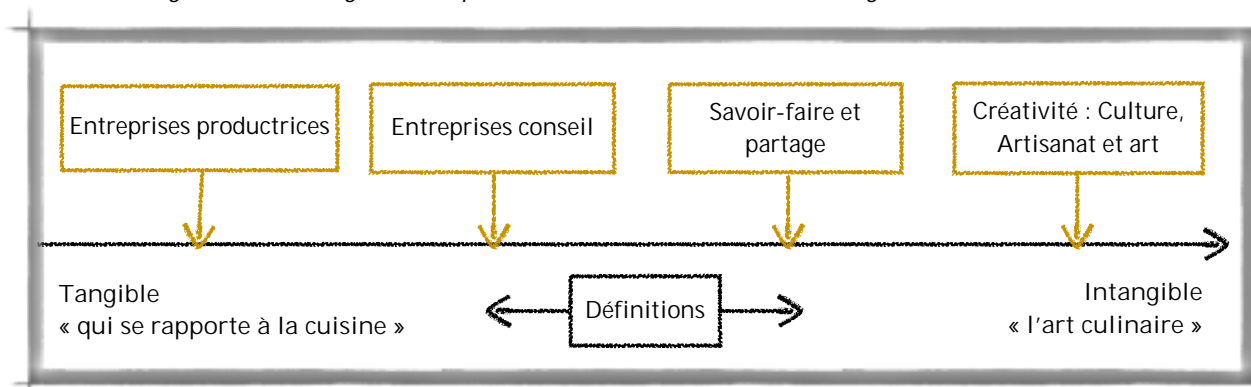 Entreprises productrices
Entreprises conseil
Savoir-faire et
partage
Créativité : Culture,
Artisanat et art
Tangible
« qui se rapporte à la cuisine »
Définitions
Intangible
« l'art culinaire »